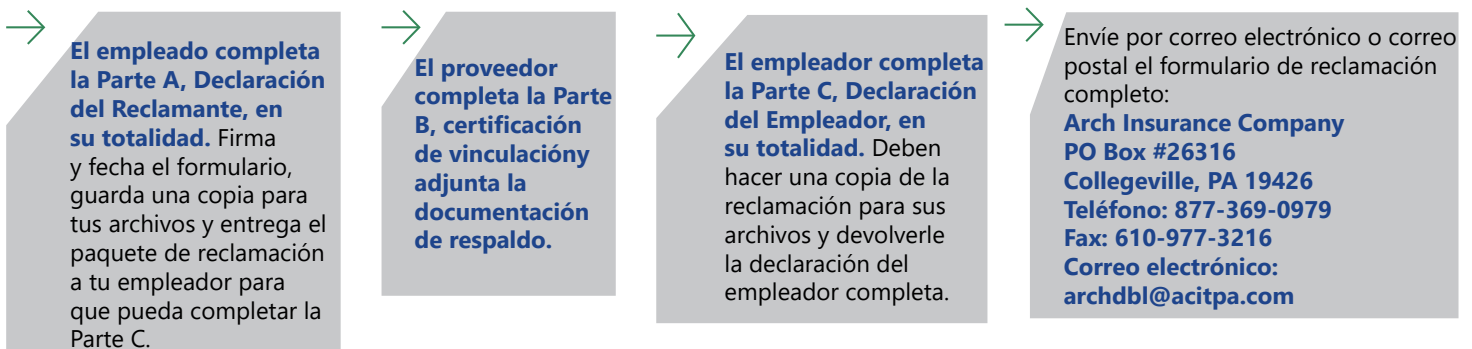 El empleado completa
la Parte A, Declaración
del Reclamante, en
su totalidad. Firma
y fecha el formulario,
guarda una copia para
tus archivos y entrega el
paquete de reclamación
a tu empleador para
que pueda completar la
Parte C.
El proveedor
completa la Parte
B, certificación
de vinculacióny
adjunta la
documentación
de respaldo.
El empleador completa
la Parte C, Declaración
del Empleador, en
su totalidad. Deben
hacer una copia de la
reclamación para sus
archivos y devolverle
la declaración del
empleador completa.
Envíe por correo electrónico o correo
postal el formulario de reclamación
completo:
Arch Insurance Company
PO Box #26316
Collegeville, PA 19426
Teléfono: 877-369-0979
Fax: 610-977-3216
Correo electrónico:
archdbl@acitpa.com